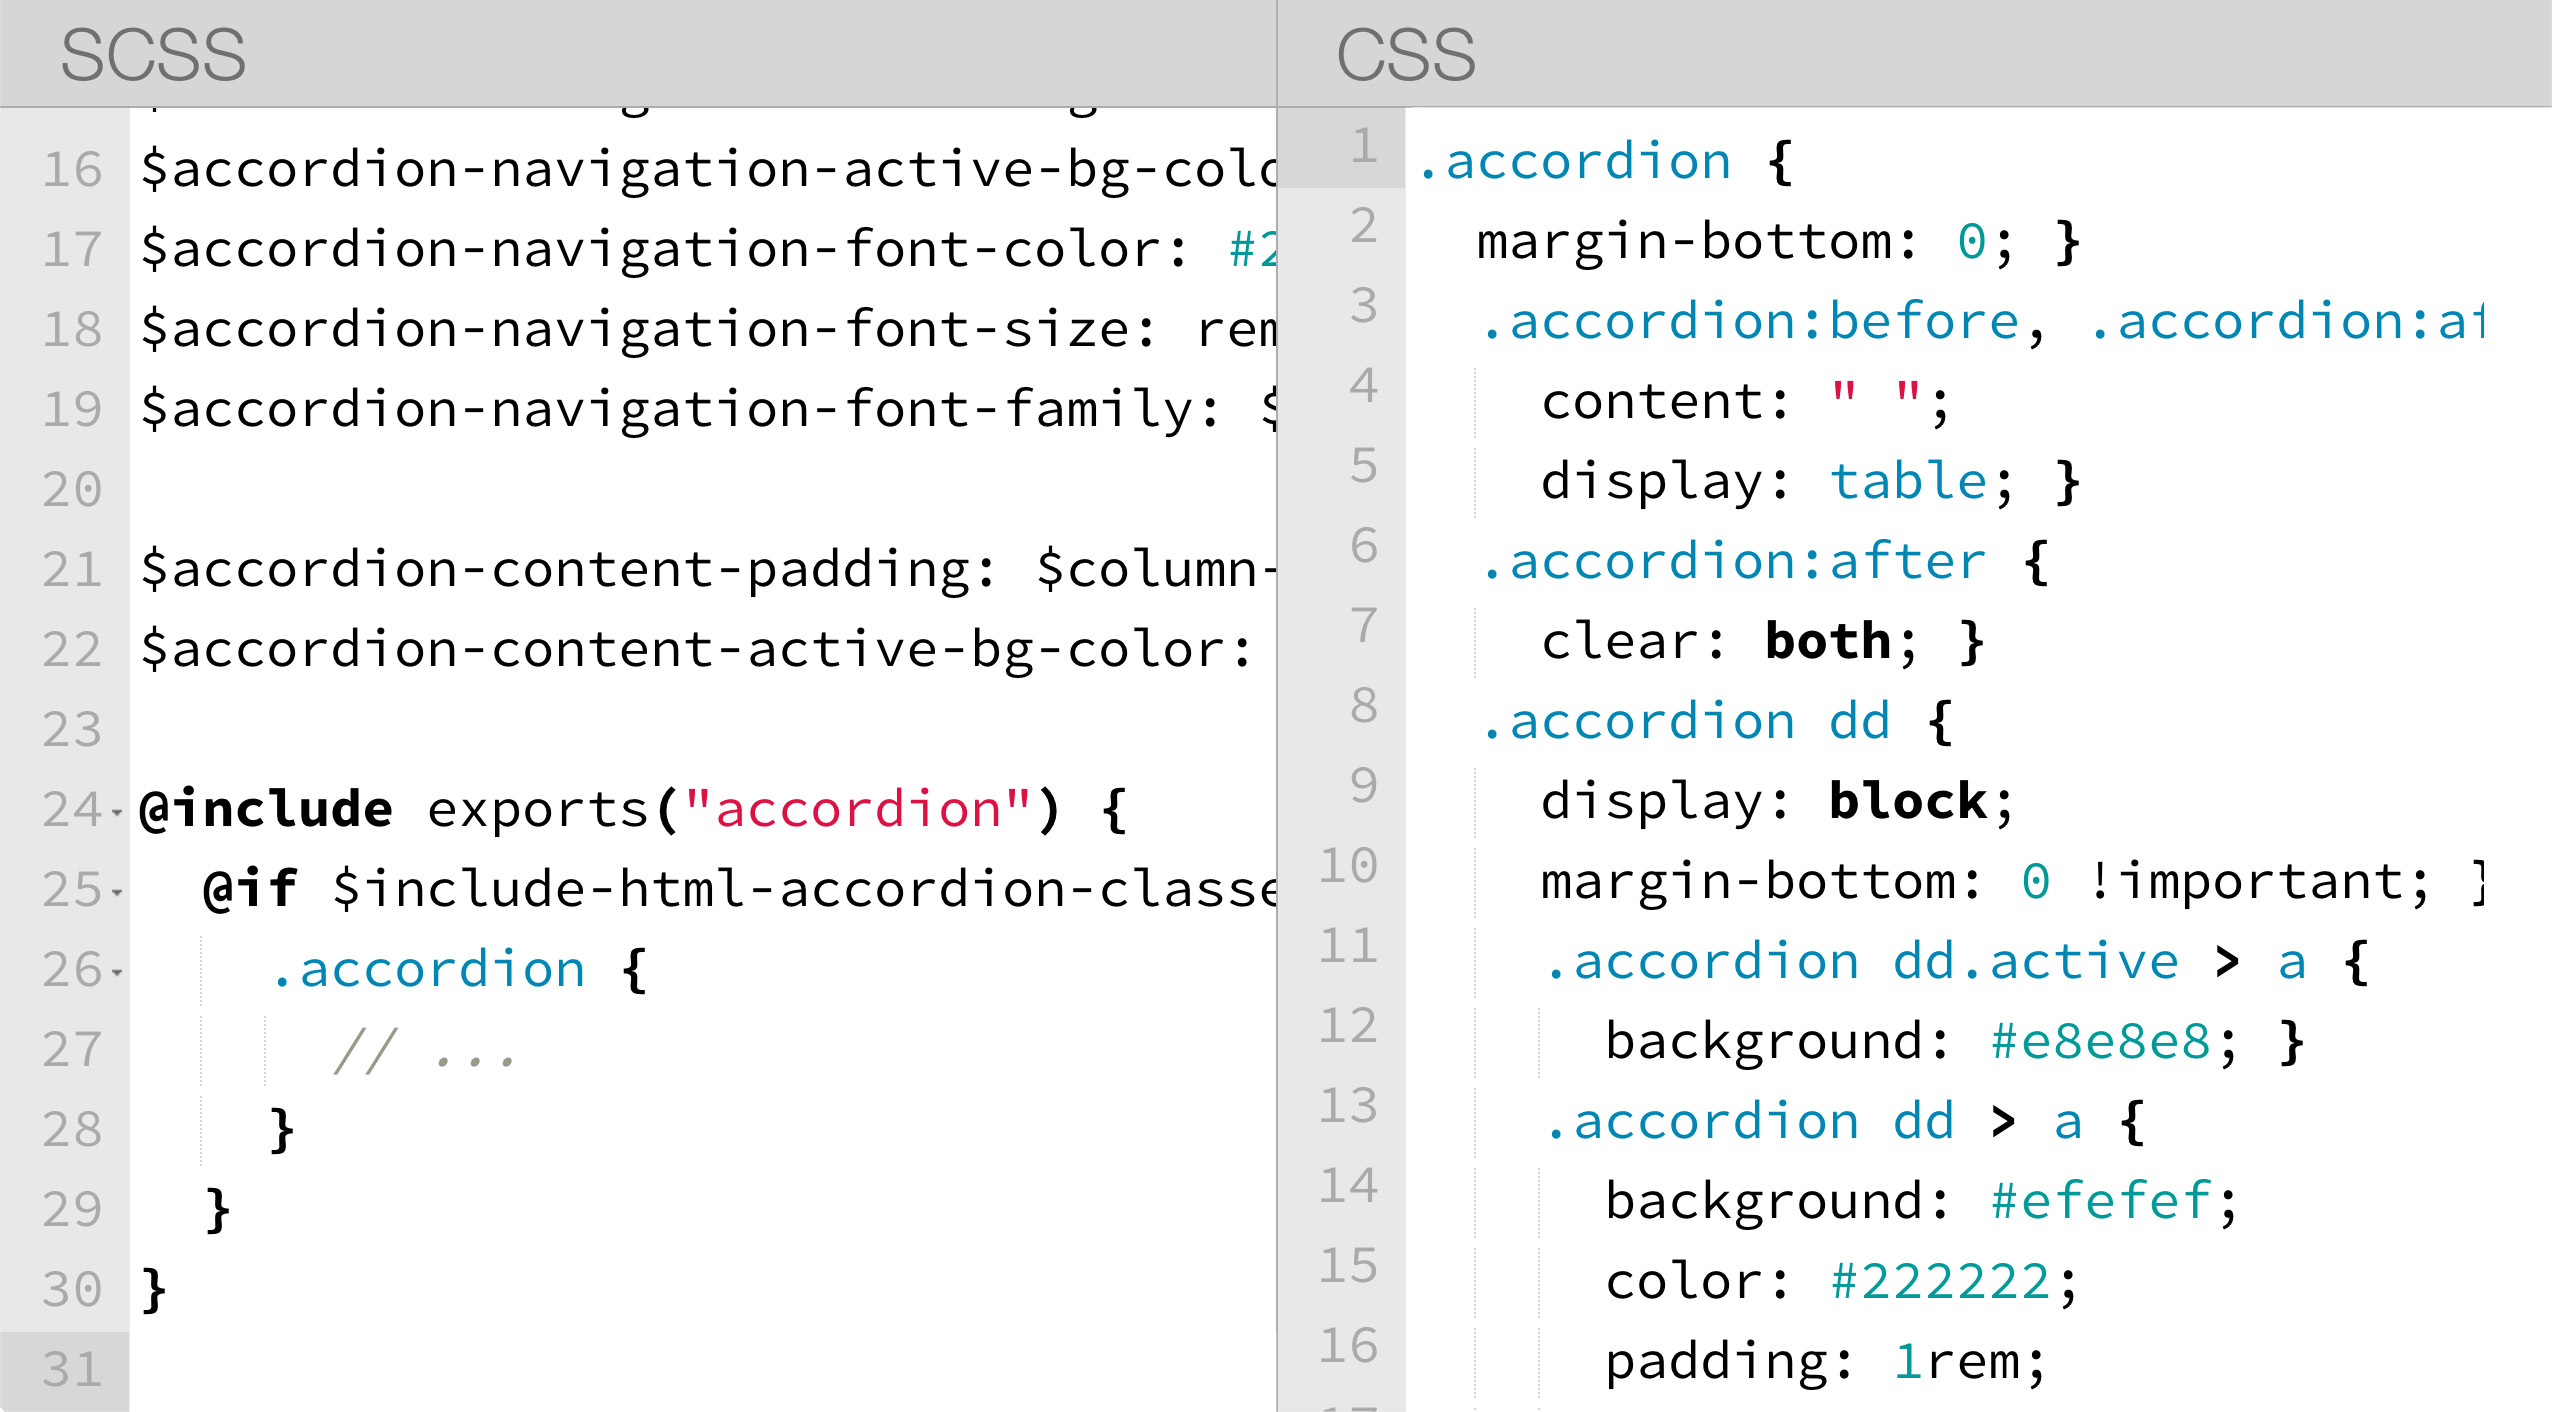 SCSS
16 $accordion-navigation-active-bg-colo
17 $accordion-navigation-font-color: #2
18 $accordion-navigation-font-size: rem
19 $accordion-navigation-font-family: $
20
21 $accordion-content-padding: $column-
22 $accordion-content-active-bg-color:
23
24 @include exports("accordion") {
25 @if $include-html-accordion-classe
26 .accordion {
27 // ...
28 }
29 }
30 }
31
CSS
1 .accordion {
2 margin-bottom: 0; }
3 .accordion:before, .accordion:af
4 content: " ";
5 display: table; }
6 .accordion:after {
7 clear: both; }
8 .accordion dd {
9 display: block;
10 margin-bottom: 0 !important; }
11 .accordion dd.active > a {
12 background: #e8e8e8; }
13 .accordion dd > a {
14 background: #efefef;
15 color: #222222;
16 padding: 1rem;